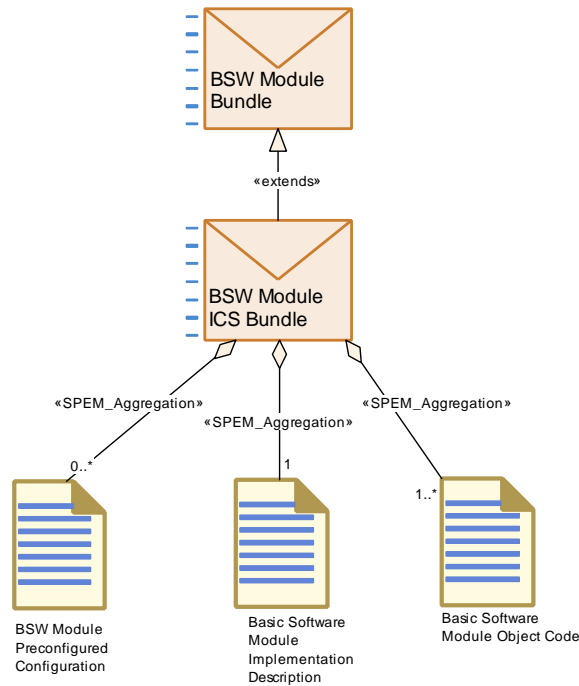 BSW Module
Bundle
«extends»
BSW Module
ICS Bundle
«SPEM_Aggregation»
«SPEM_Aggregation»
«SPEM_Aggregation»
0..*
1
1..*
BSW Module
Preconfigured
Configuration
Basic Software
Module
Implementation
Description
Basic Software
Module Object Code